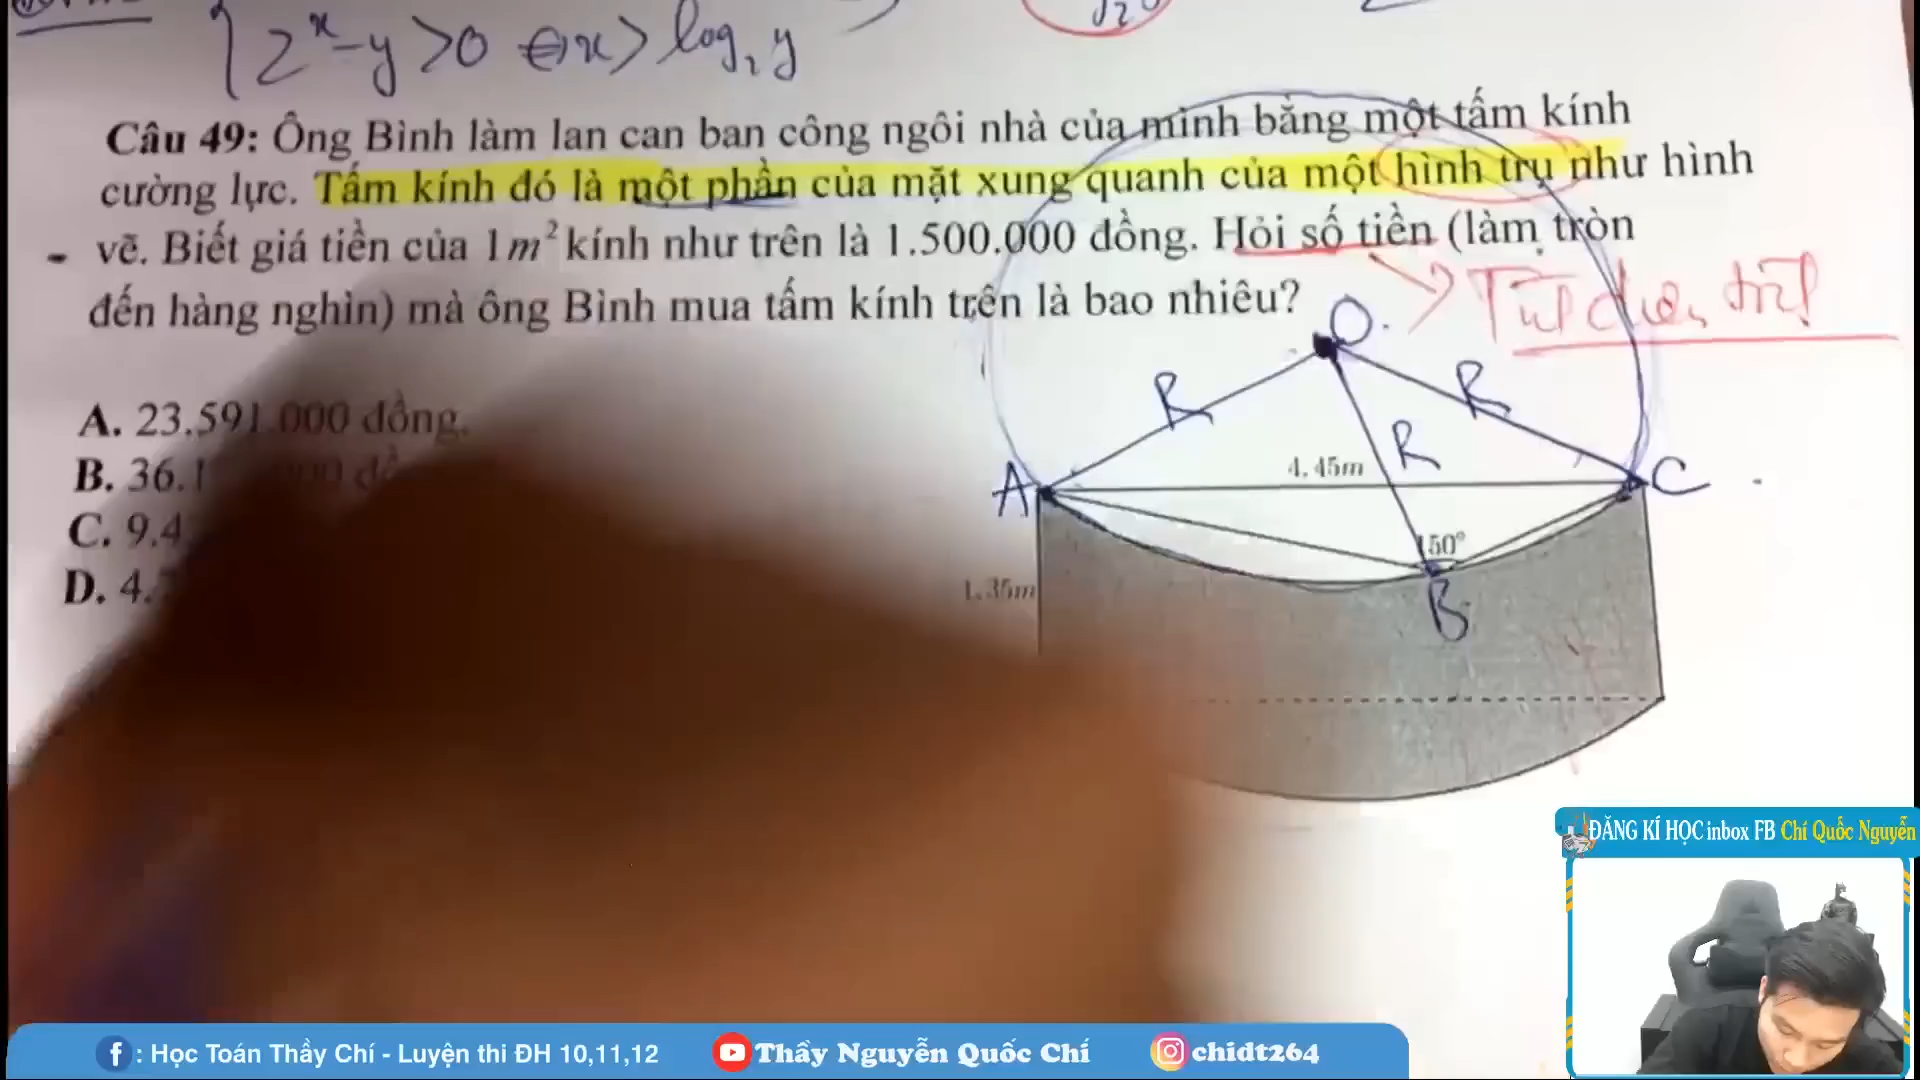 2ˣ-y>0 ⇔x> log₂y
Câu 49: Ông Bình làm lan can ban công ngôi nhà của mình bằng một tấm kính
cường lực. Tấm kính đó là một phần của mặt xung quanh của một hình trụ như hình
vẽ. Biết giá tiền của 1m² kính như trên là 1.500.000 đồng. Hỏi số tiền (làm tròn
đến hàng nghìn) mà ông Bình mua tấm kính trên là bao nhiêu?
O
R
R
R
A. 23.591.000 đồng.
B. 36.1
C. 9.4
D. 4.
4.45m
A
C
150°
B
1.35m
ĐĂNG KÍ HỌC inbox FB Chí Quốc Nguyễn
: Học Toán Thầy Chí - Luyện thi ĐH 10,11,12
Thầy Nguyễn Quốc Chí
chidt264